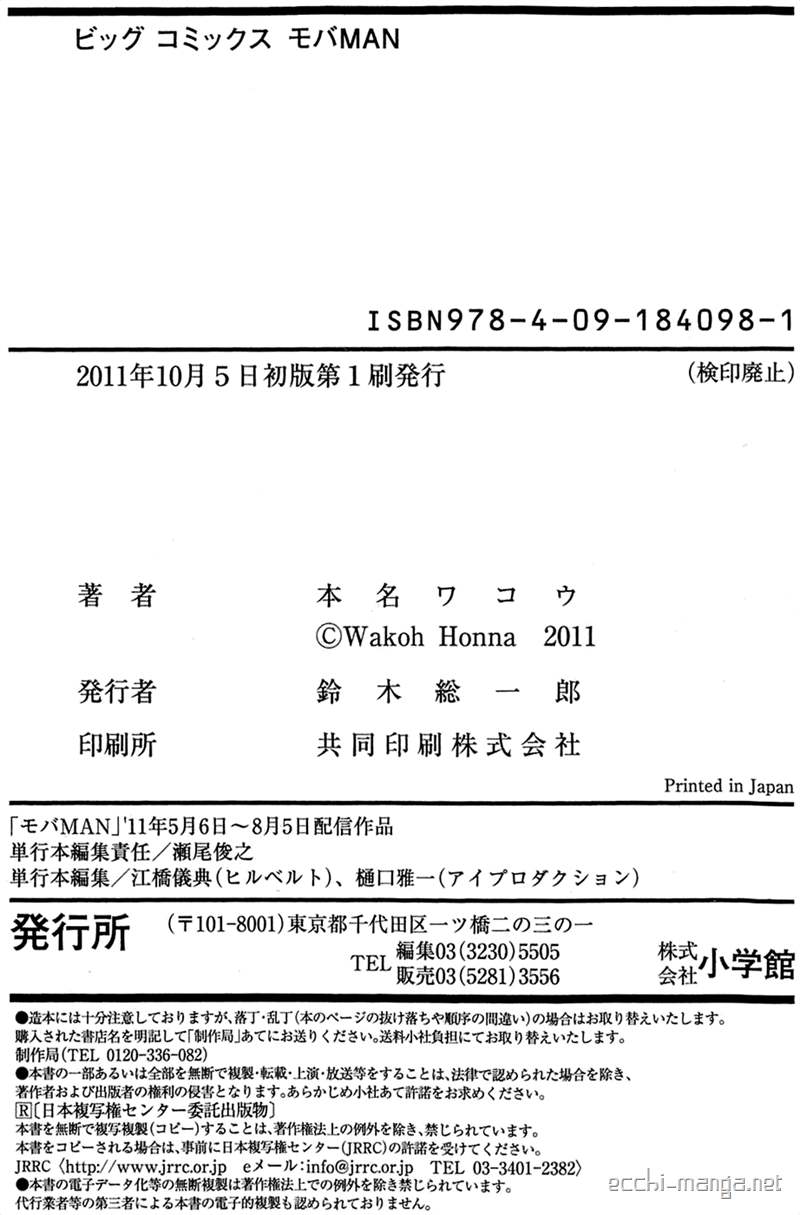 ビッグ コミックス モバMAN
ISBN978-4-09-184098-1
2011年10月5日初版第1刷発行
(検印廃止)
著 者 本 名 ワ コ ウ
©Wakoh Honna 2011
発行者 鈴 木 総 一 郎
印刷所 共同印刷株式会社
Printed in Japan
「モバMAN」'11年5月6日〜8月5日配信作品
単行本編集責任／瀬尾俊之
単行本編集／江橋儀典(ヒルベルト)、樋口雅一(アイプロダクション)
発行所 (〒101-8001)東京都千代田区一ツ橋二の三の一
TEL 編集03(3230)5505
販売03(5281)3556
株式会社 小学館
●造本には十分注意しておりますが、落丁・乱丁(本のページの抜け落ちや順序の間違い)の場合はお取り替えいたします。
購入された書店名を明記して「制作局」あてにお送りください。送料小社負担にてお取り替えいたします。
制作局(TEL 0120-336-082)
●本書の一部あるいは全部を無断で複製・転載・上演・放送等をすることは、法律で認められた場合を除き、
著作者および出版者の権利の侵害となります。あらかじめ小社あて許諾をお求めください。
🅁〔日本複写権センター委託出版物〕
本書を無断で複写複製(コピー)することは、著作権法上の例外を除き、禁じられています。
本書をコピーされる場合は、事前に日本複写権センター(JRRC)の許諾を受けてください。
JRRC〈http://www.jrrc.or.jp eメール:info@jrrc.or.jp TEL 03-3401-2382〉
●本書の電子データ化等の無断複製は著作権法上での例外を除き禁じられています。
代行業者等の第三者による本書の電子的複製も認められておりません。
ecchi-manga.net